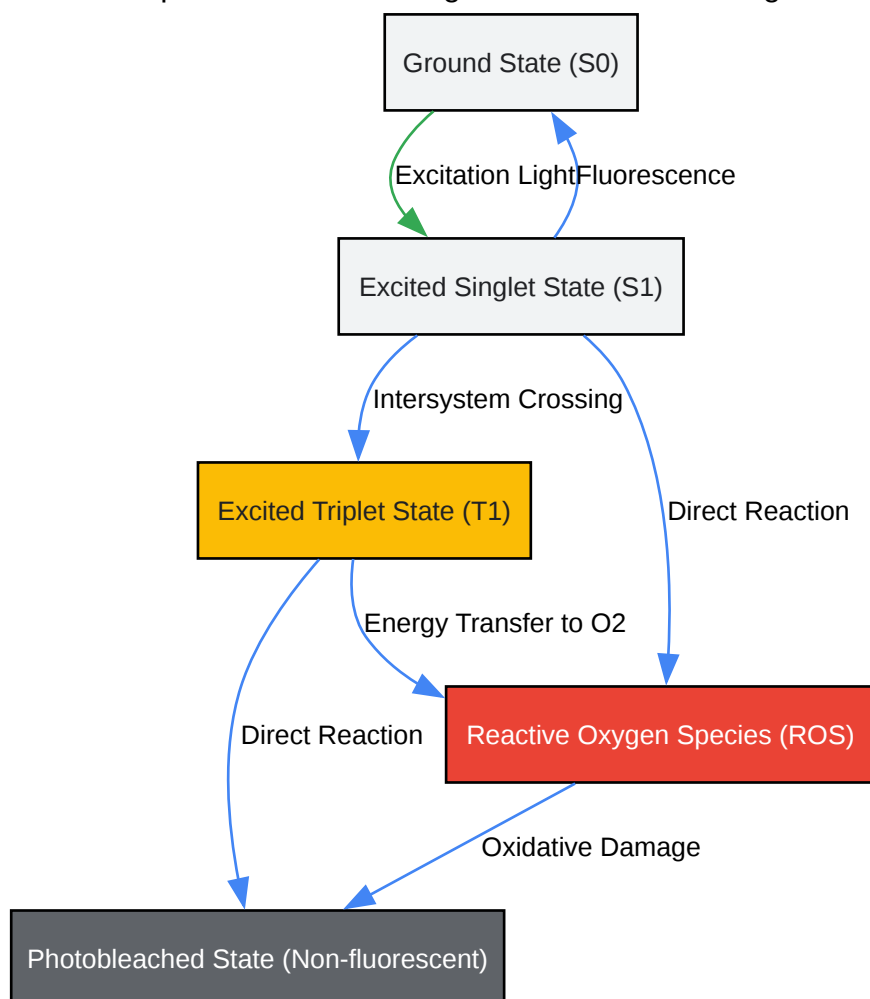 Ground State (S0)
Excitation Light
Fluorescence
Excited Singlet State (S1)
Intersystem Crossing
Excited Triplet State (T1)
Direct Reaction
Energy Transfer to O2
Reactive Oxygen Species (ROS)
Direct Reaction
Oxidative Damage
Photobleached State (Non-fluorescent)